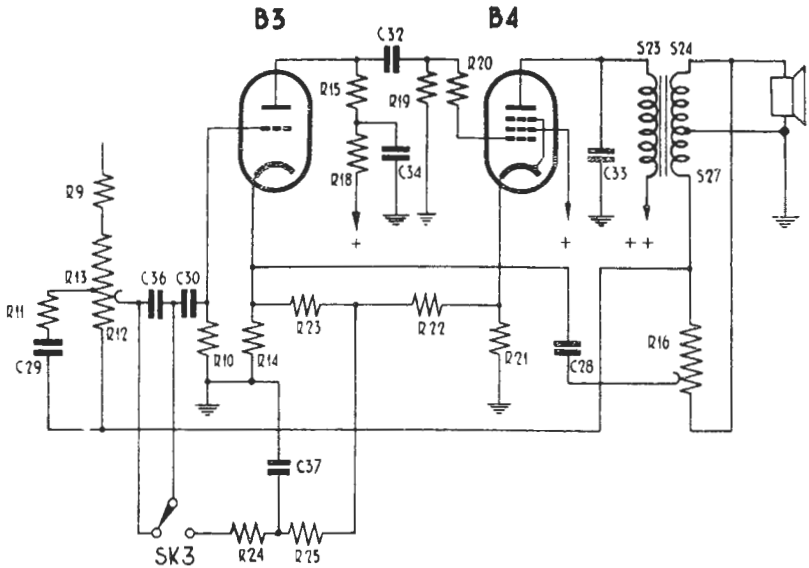 B3
B4
C32
R20
S23
S24
R15
R19
R18
C34
C33
S27
R9
+
+
+ +
R13
C36
C30
R11
R12
R23
R22
R16
R10
R14
R21
C28
C29
C37
SK3
R24
R25